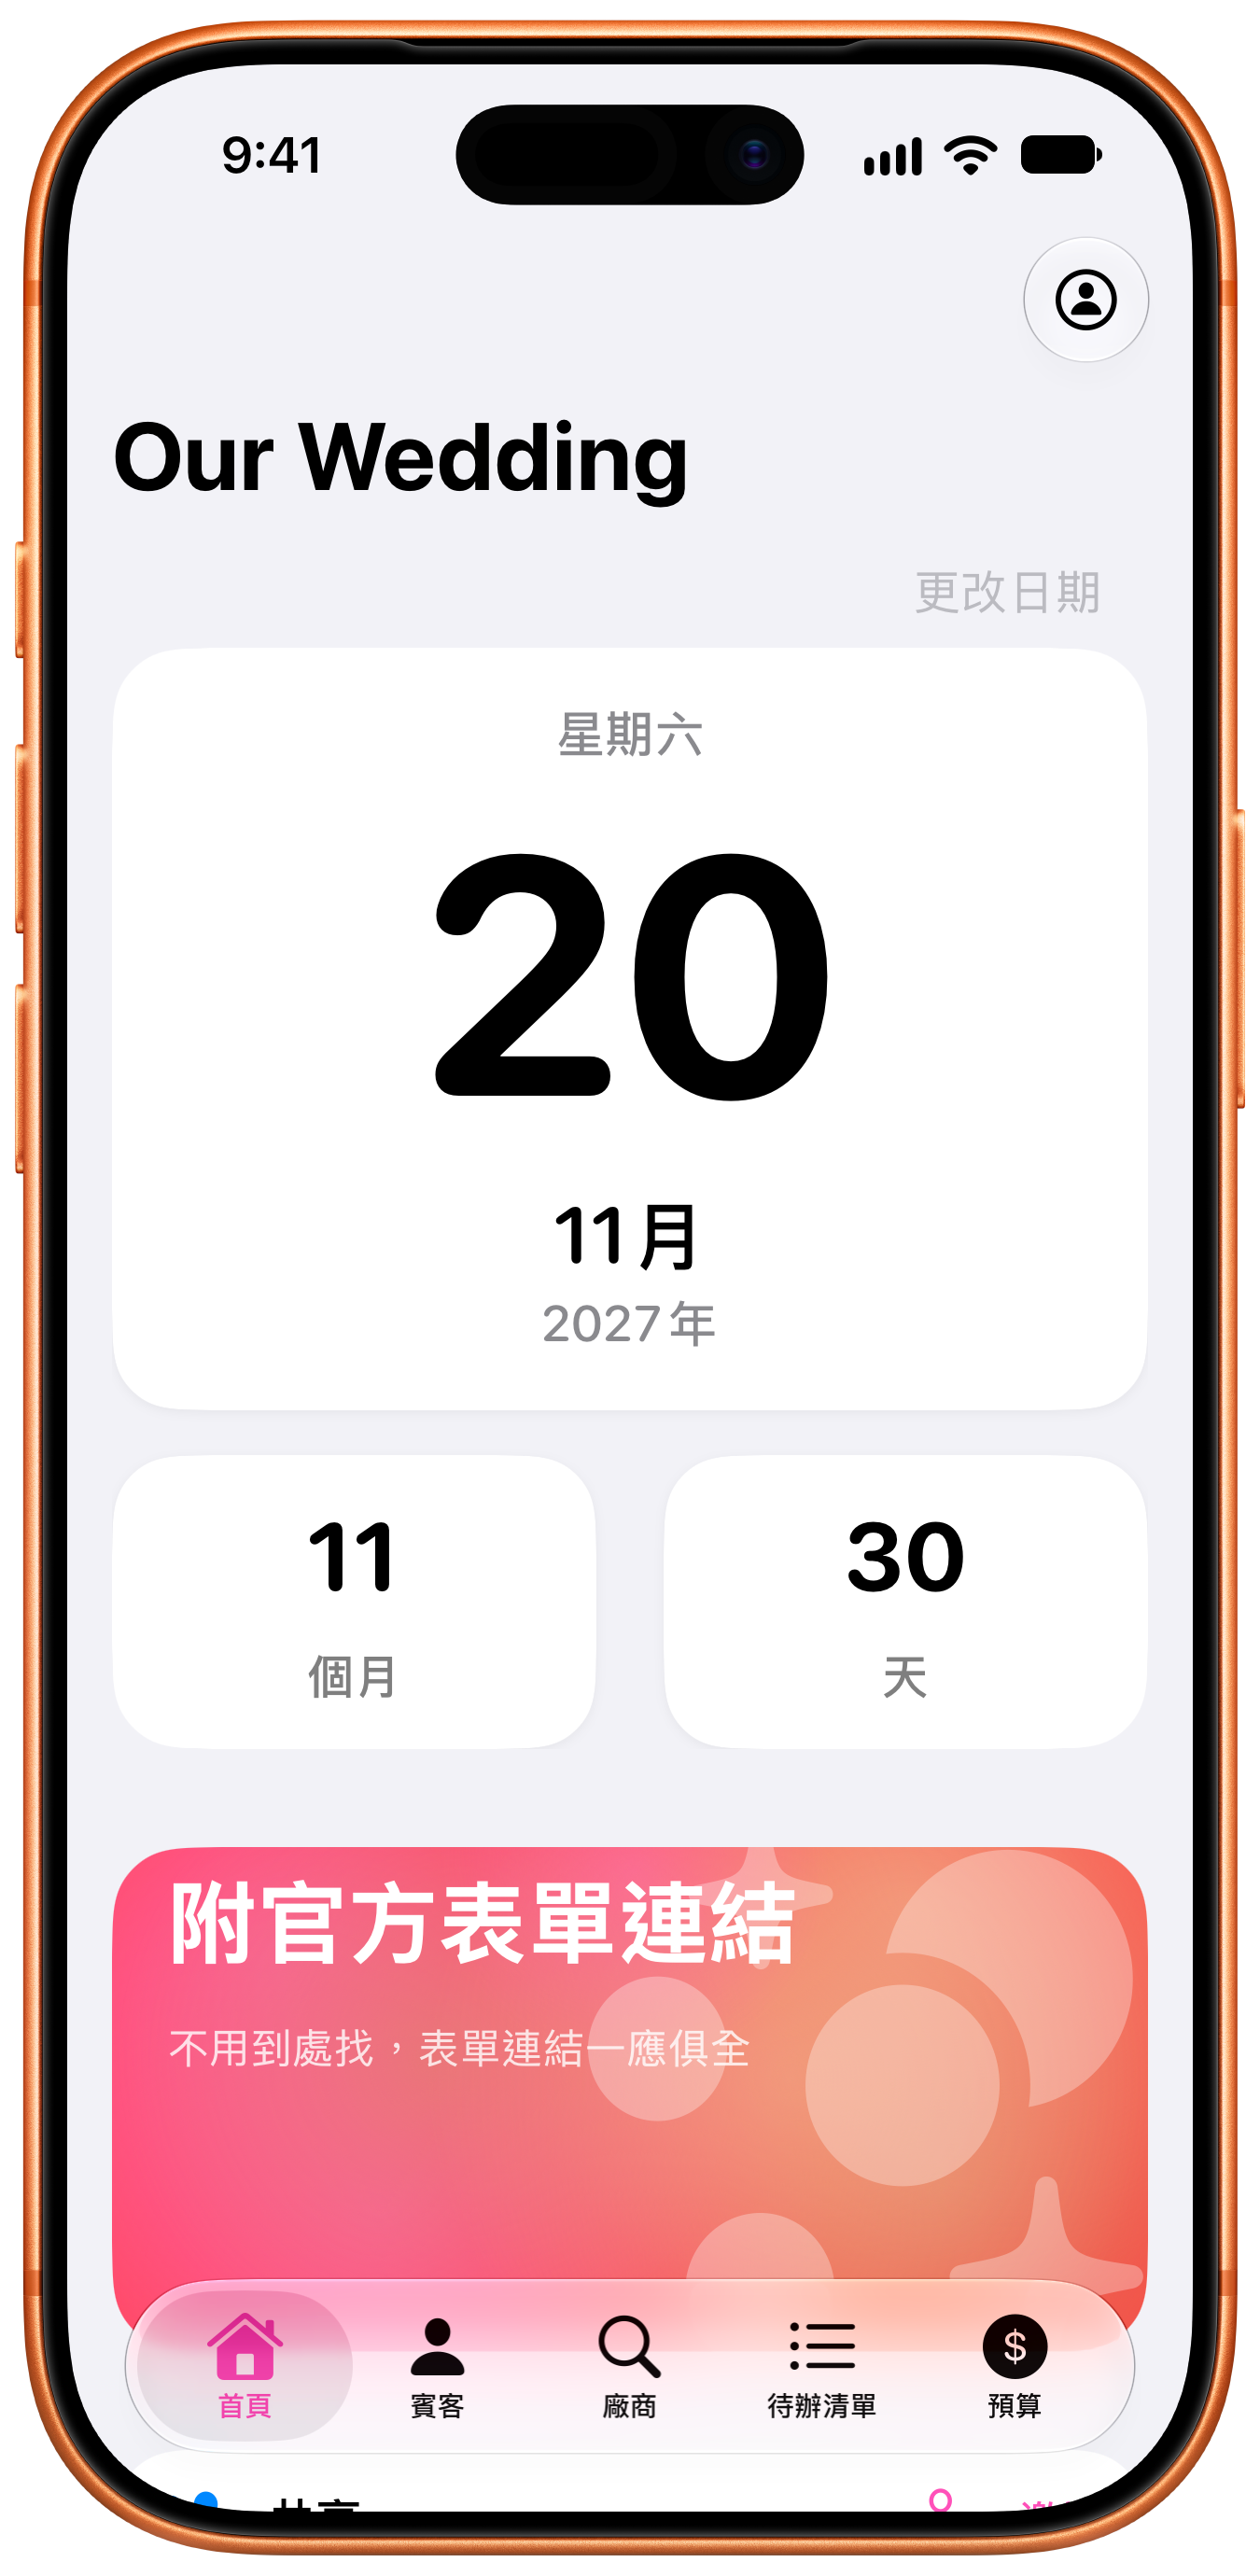 9:41
Our Wedding
更改日期
星期六
20
11月
2027年
11
個月
30
天
附官方表單連結
不用到處找，表單連結一應俱全
首頁
賓客
廠商
待辦清單
預算